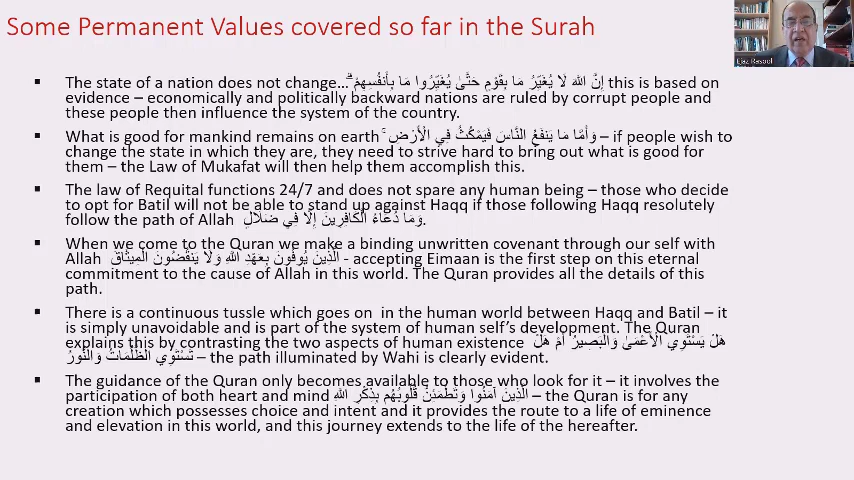 Some Permanent Values covered so far in the Surah
Ejaz Rasool
▪ The state of a nation does not change... إِنَّ اللَّهَ لَا يُغَيِّرُ مَا بِقَوْمٍ حَتَّىٰ يُغَيِّرُوا مَا بِأَنْفُسِهِمْ ۗ this is based on
evidence – economically and politically backward nations are ruled by corrupt people and
these people then influence the system of the country.
▪ What is good for mankind remains on earth وَأَمَّا مَا يَنْفَعُ النَّاسَ فَيَمْكُثُ فِي الْأَرْضِ ۚ – if people wish to
change the state in which they are, they need to strive hard to bring out what is good for
them – the Law of Mukafat will then help them accomplish this.
▪ The law of Requital functions 24/7 and does not spare any human being – those who decide
to opt for Batil will not be able to stand up against Haqq if those following Haqq resolutely
follow the path of Allah وَمَا دُعَاءُ الْكَافِرِينَ إِلَّا فِي ضَلَالٍ.
▪ When we come to the Quran we make a binding unwritten covenant through our self with
Allah الَّذِينَ يُوفُونَ بِعَهْدِ اللَّهِ وَلَا يَنْقُضُونَ الْمِيثَاقَ - accepting Eimaan is the first step on this eternal
commitment to the cause of Allah in this world. The Quran provides all the details of this
path.
▪ There is a continuous tussle which goes on in the human world between Haqq and Batil – it
is simply unavoidable and is part of the system of human self's development. The Quran
explains this by contrasting the two aspects of human existence هَلْ يَسْتَوِي الْأَعْمَىٰ وَالْبَصِيرُ أَمْ هَلْ
تَسْتَوِي الظُّلُمَاتُ وَالنُّورُ – the path illuminated by Wahi is clearly evident.
▪ The guidance of the Quran only becomes available to those who look for it – it involves the
participation of both heart and mind الَّذِينَ آمَنُوا وَتَطْمَئِنُّ قُلُوبُهُم بِذِكْرِ اللَّهِ – the Quran is for any
creation which possesses choice and intent and it provides the route to a life of eminence
and elevation in this world, and this journey extends to the life of the hereafter.